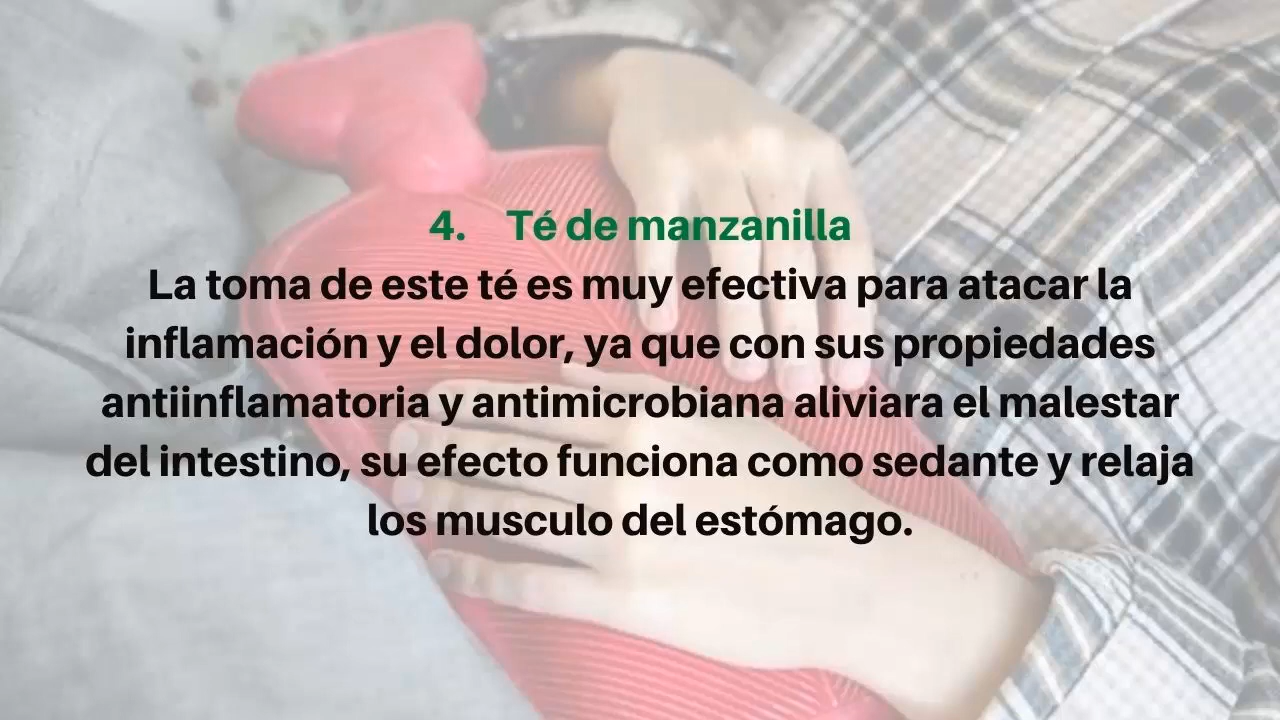 4. Té de manzanilla
La toma de este té es muy efectiva para atacar la
inflamación y el dolor, ya que con sus propiedades
antiinflamatoria y antimicrobiana aliviara el malestar
del intestino, su efecto funciona como sedante y relaja
los musculo del estómago.